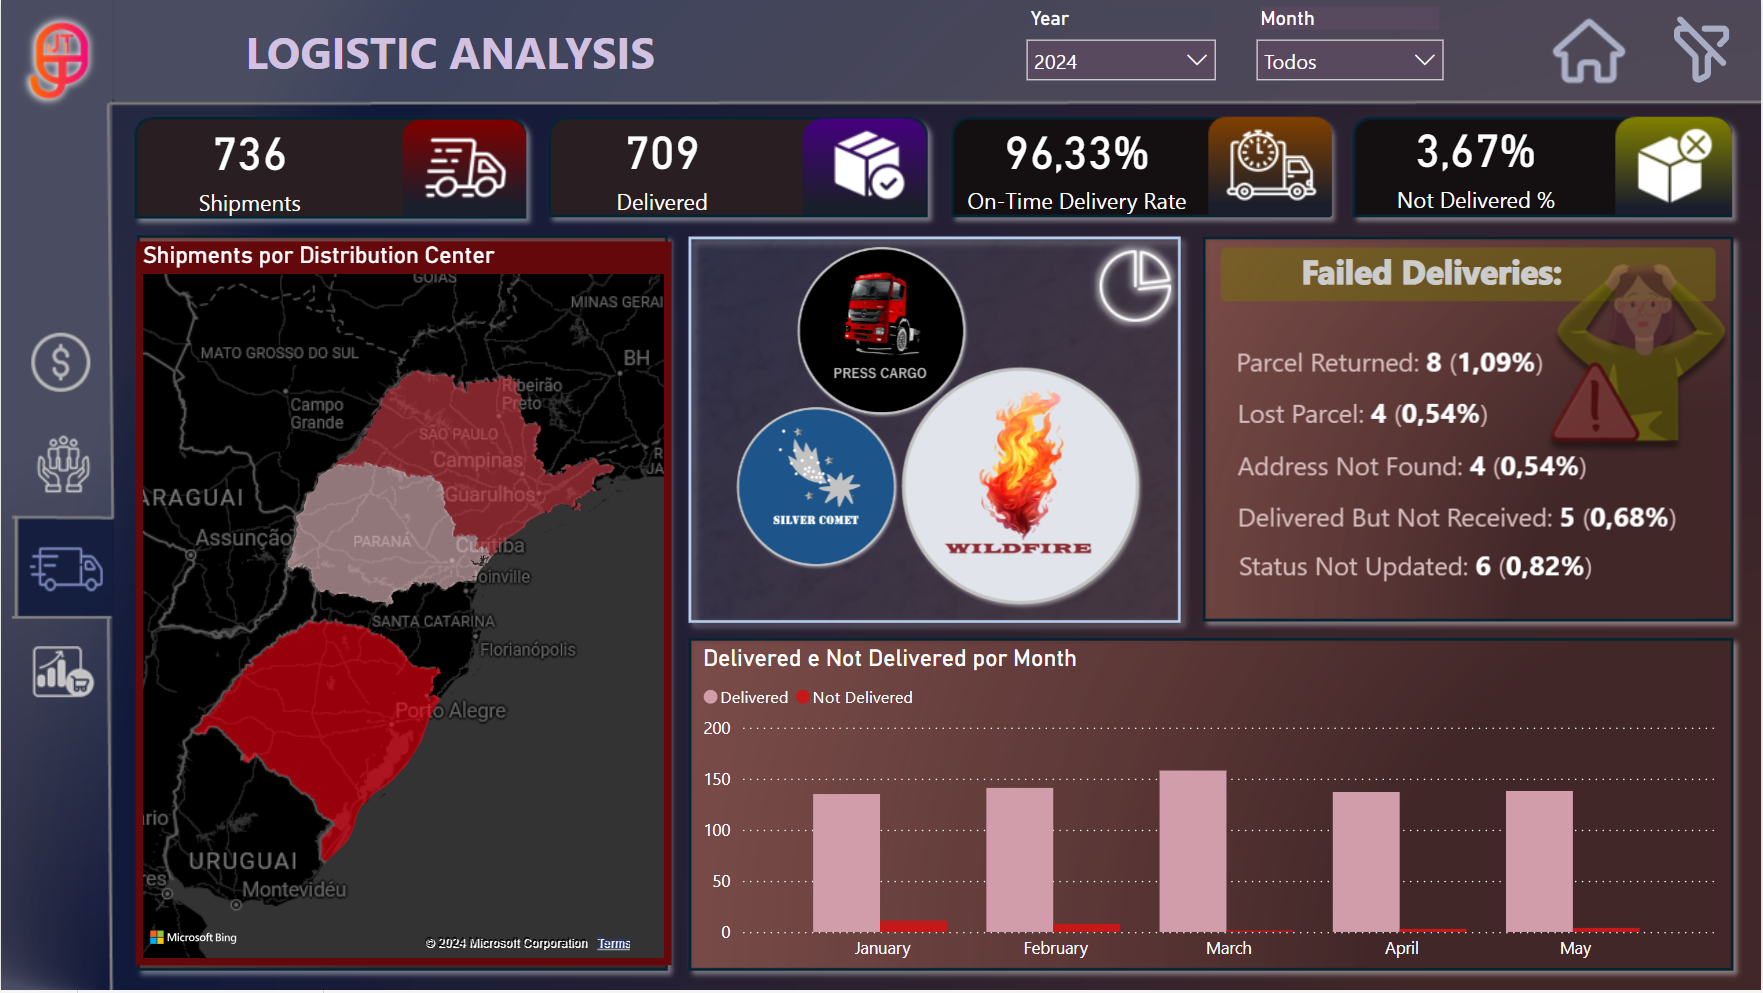 JT
LOGISTIC ANALYSIS
Year
2024
Month
Todos
736
Shipments
709
Delivered
96,33%
On-Time Delivery Rate
3,67%
Not Delivered %
Shipments por Distribution Center
GOIÁS
MINAS GERAI
MATO GROSSO DO SUL
BH
Ribeirão
Preto
Campo
Grande
SÃO PAULO
Campinas
R
JA
Guarulhos
ARAGUAI
Assunção
PARANÁ
Curitiba
oinville
SANTA CATARINA
Florianópolis
Porto Alegre
rio
URUGUAI
res
Montevidéu
Microsoft Bing
© 2024 Microsoft Corporation Terms
PRESS CARGO
SILVER COMET
WILDFIRE
Failed Deliveries:
Parcel Returned: 8 (1,09%)
Lost Parcel: 4 (0,54%)
Address Not Found: 4 (0,54%)
Delivered But Not Received: 5 (0,68%)
Status Not Updated: 6 (0,82%)
Delivered e Not Delivered por Month
Delivered Not Delivered
200
150
100
50
0
January February March April May